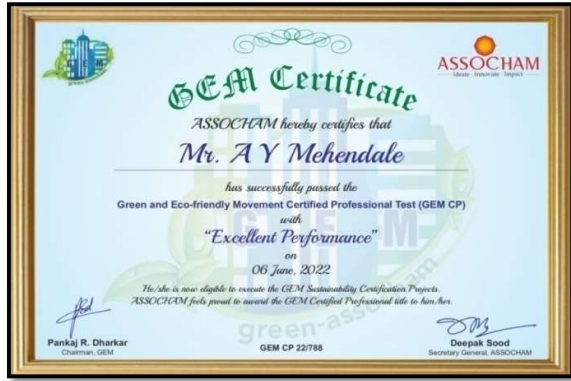 ASSOCHAM
Ideate Innovate Impact
GEM Certificate
ASSOCHAM hereby certifies that
Mr. A Y Mehendale
has successfully passed the
Green and Eco-friendly Movement Certified Professional Test (GEM CP)
with
"Excellent Performance"
on
06 June, 2022
He/she is now eligible to execute the GEM Sustainability Certification Projects.
ASSOCHAM feels proud to award the GEM Certified Professional title to him/her.
Pankaj R. Dharkar
Chairman, GEM
GEM CP 22/788
Deepak Sood
Secretary General, ASSOCHAM